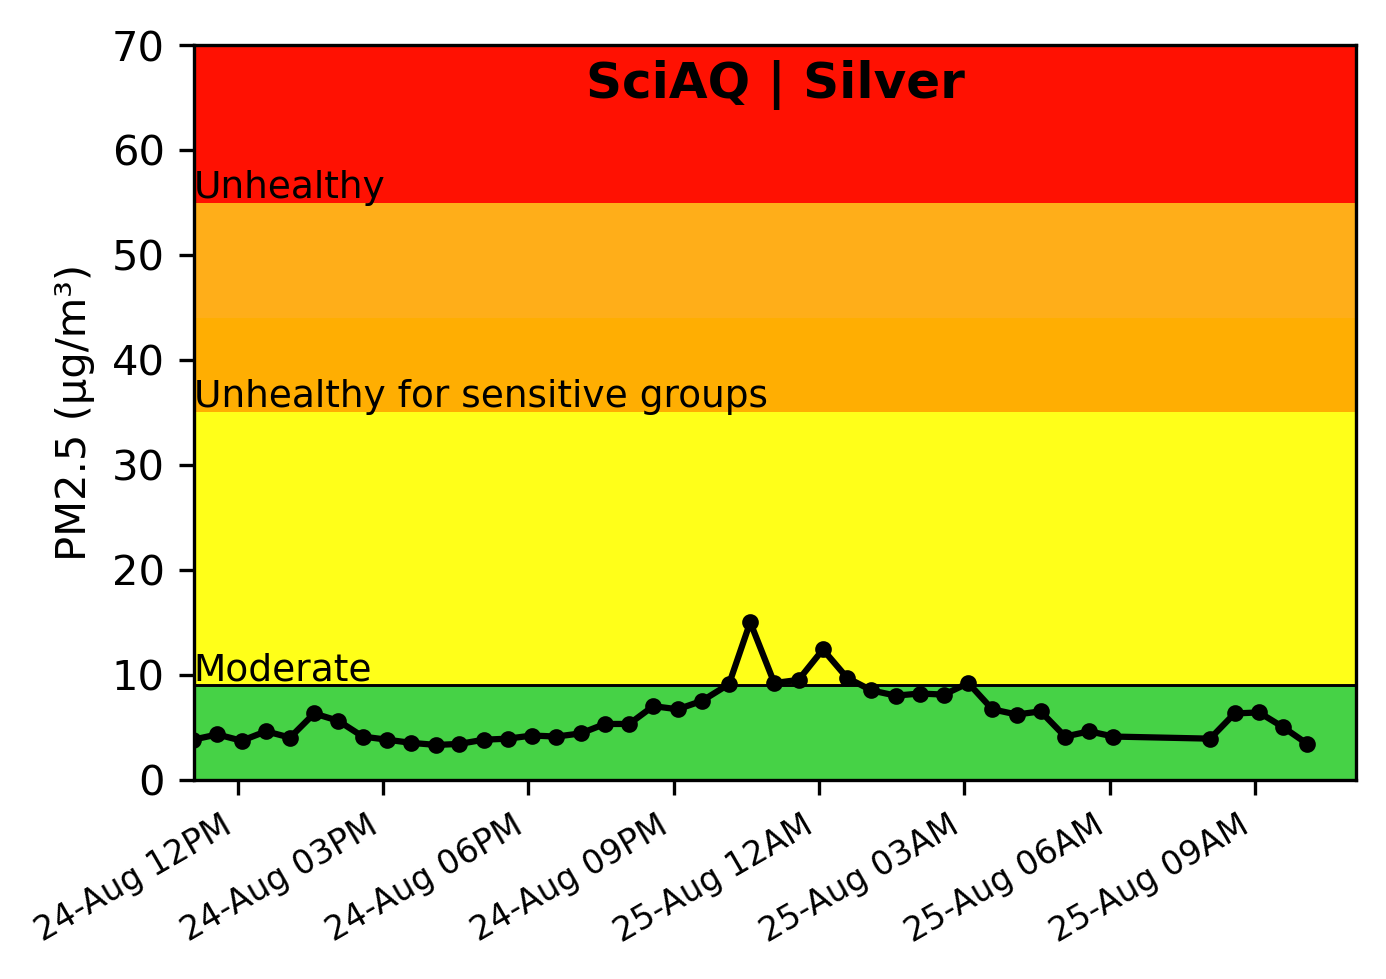 SciAQ | Silver
PM2.5 (µg/m³)
70
60
50
40
30
20
10
0
Unhealthy
Unhealthy for sensitive groups
Moderate
24-Aug 12PM
24-Aug 03PM
24-Aug 06PM
24-Aug 09PM
25-Aug 12AM
25-Aug 03AM
25-Aug 06AM
25-Aug 09AM